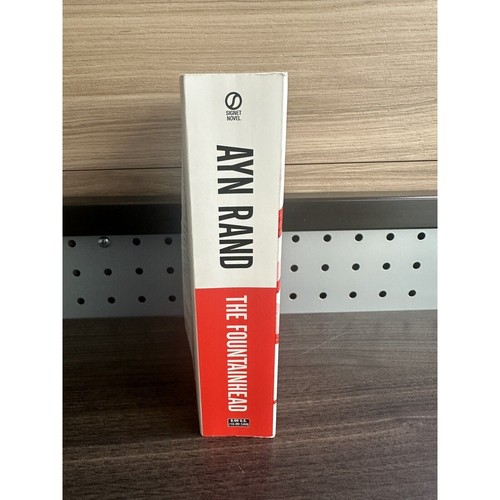 SIGNET
NOVEL
AYN RAND
THE FOUNTAINHEAD